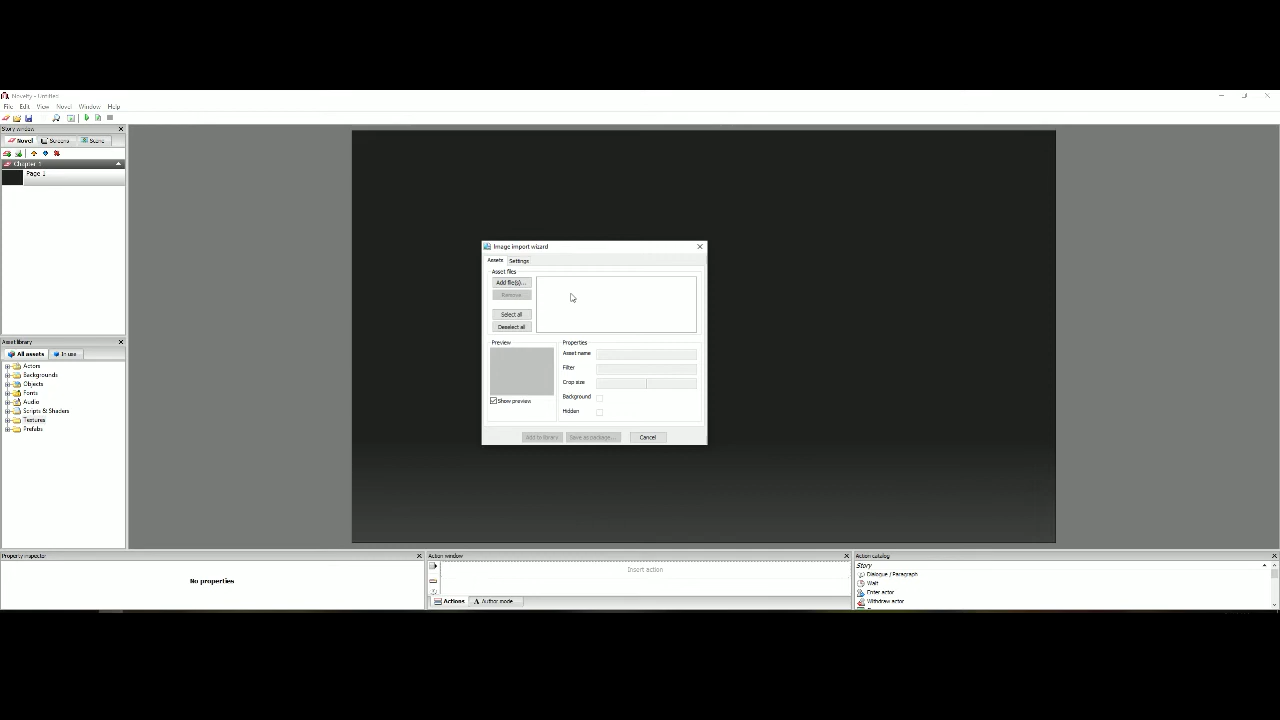 Novelty - Untitled
File Edit View Novel Window Help
Story window
Novel Screens Scene
Chapter 1
Page 1
Image import wizard
Assets Settings
Asset files
Add file(s)...
Remove
Select all
Deselect all
Preview
Show preview
Properties
Asset name
Filter
Crop size
Background
Hidden
Add to library Save as package... Cancel
Asset library
All assets In use
Actors
Backgrounds
Objects
Fonts
Audio
Scripts & Shaders
Textures
Prefabs
Property inspector
No properties
Action window
Insert action
Actions Author mode
Action catalog
Story
Dialogue / Paragraph
Wait
Enter actor
Withdraw actor